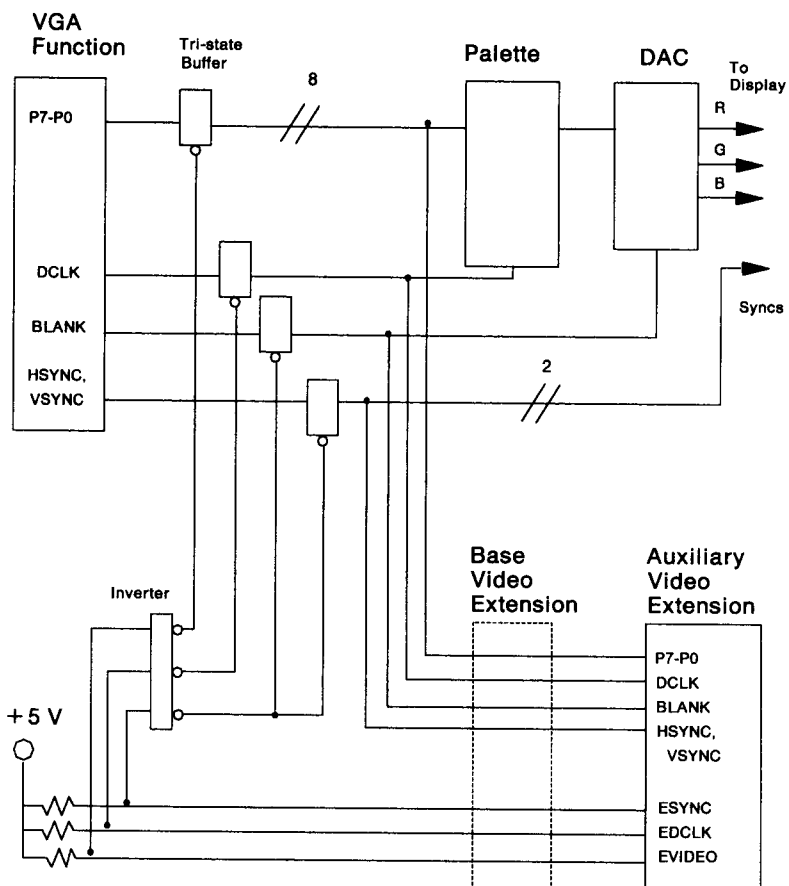 VGA
Function
Tri-state
Buffer
8
Palette
DAC
To
Display
P7-P0
R
G
B
DCLK
BLANK
Syncs
HSYNC,
VSYNC
2
Base
Video
Extension
Auxiliary
Video
Extension
Inverter
P7-P0
DCLK
BLANK
HSYNC,
VSYNC
+5 V
ESYNC
EDCLK
EVIDEO